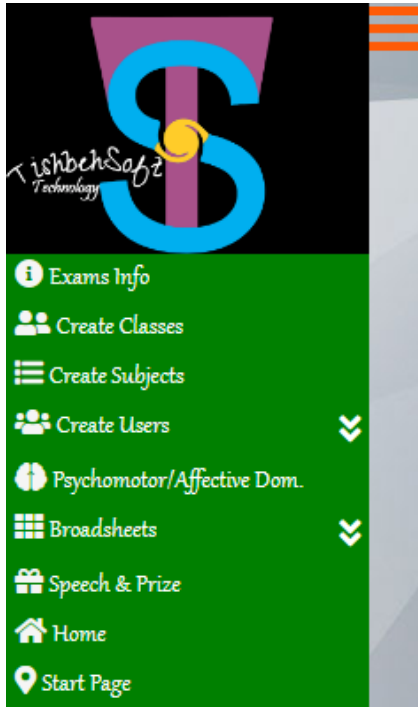 TishbehSoft
Technology
Exams Info
Create Classes
Create Subjects
Create Users
Psychomotor/Affective Dom.
Broadsheets
Speech & Prize
Home
Start Page